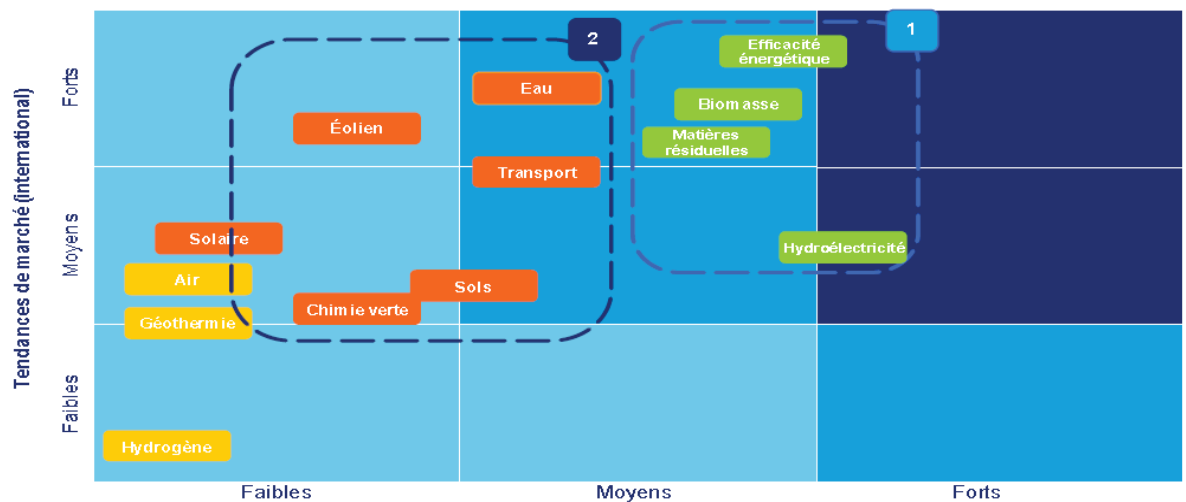 Tendances de marché (international)
Forts
Moyens
Faibles
2
1
Efficacité
énergétique
Eau
Biomasse
Éolien
Matières
résiduelles
Transport
Solaire
Hydroélectricité
Air
Sols
Chimie verte
Géothermie
Hydrogène
Faibles
Moyens
Forts